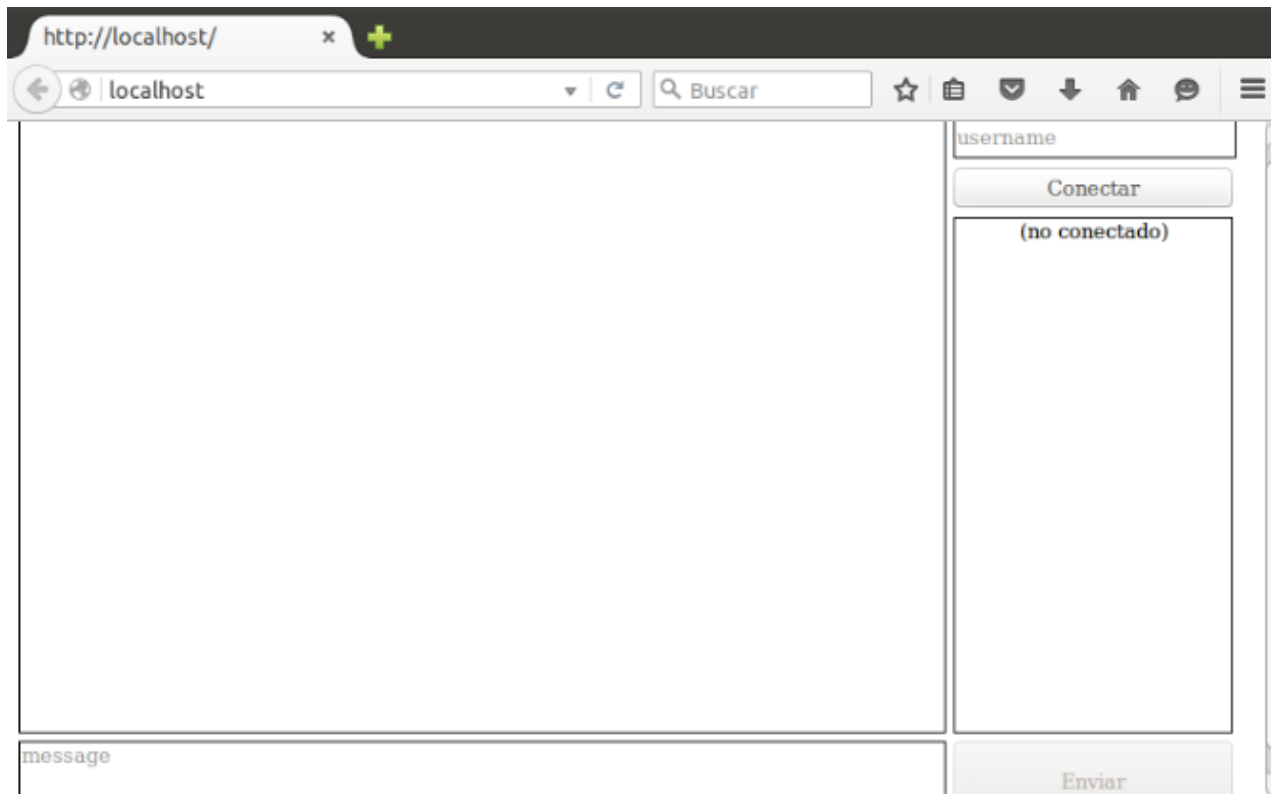 http://localhost/
localhost
Buscar
username
Conectar
(no conectado)
message
Enviar